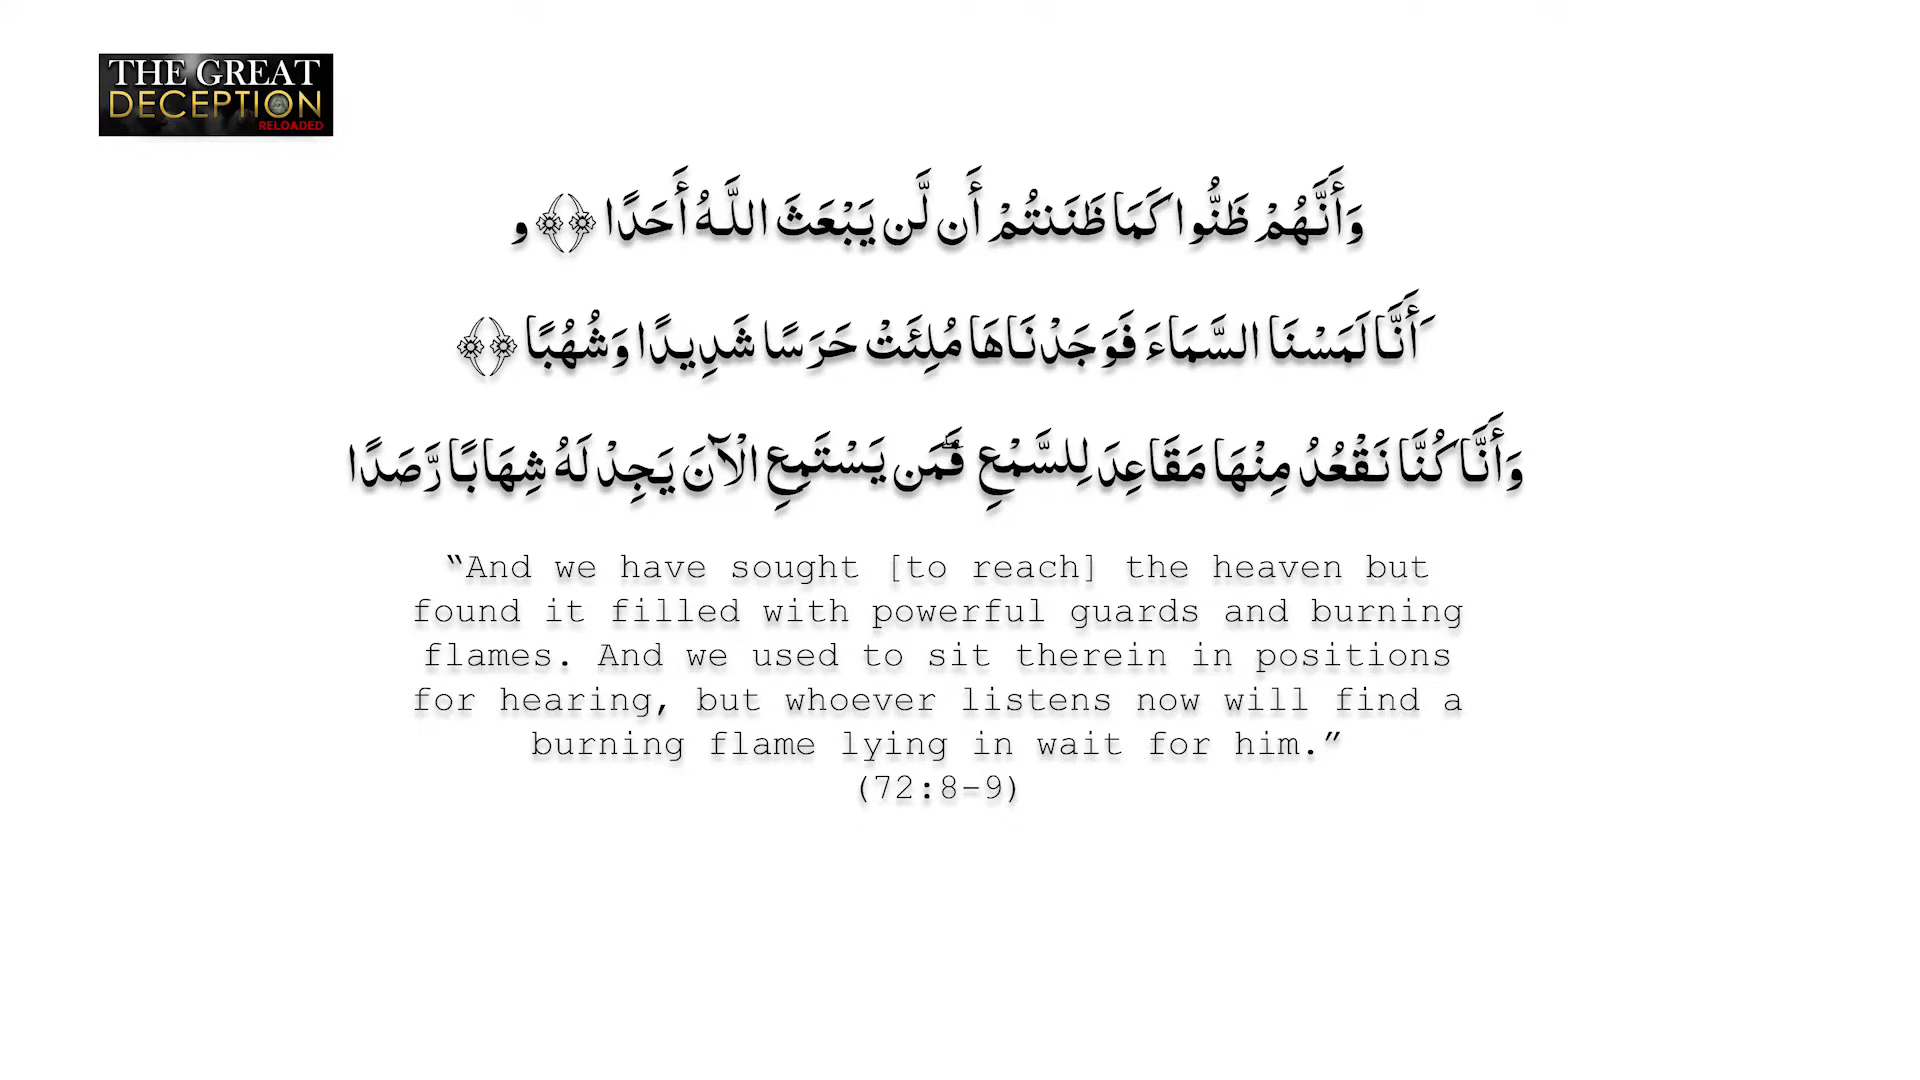 THE GREAT
DECEPTION
RELOADED
وَأَنَّهُمْ ظَنُّوا كَمَا ظَنَنتُمْ أَن لَّن يَبْعَثَ اللَّهُ أَحَدًا ﴿﴾ و
َأَنَّا لَمَسْنَا السَّمَاءَ فَوَجَدْنَاهَا مُلِئَتْ حَرَسًا شَدِيدًا وَشُهُبًا ﴿﴾
وَأَنَّا كُنَّا نَقْعُدُ مِنْهَا مَقَاعِدَ لِلسَّمْعِ ۖ فَمَن يَسْتَمِعِ الْآنَ يَجِدْ لَهُ شِهَابًا رَّصَدًا
“And we have sought [to reach] the heaven but
found it filled with powerful guards and burning
flames. And we used to sit therein in positions
for hearing, but whoever listens now will find a
burning flame lying in wait for him.”
(72:8-9)